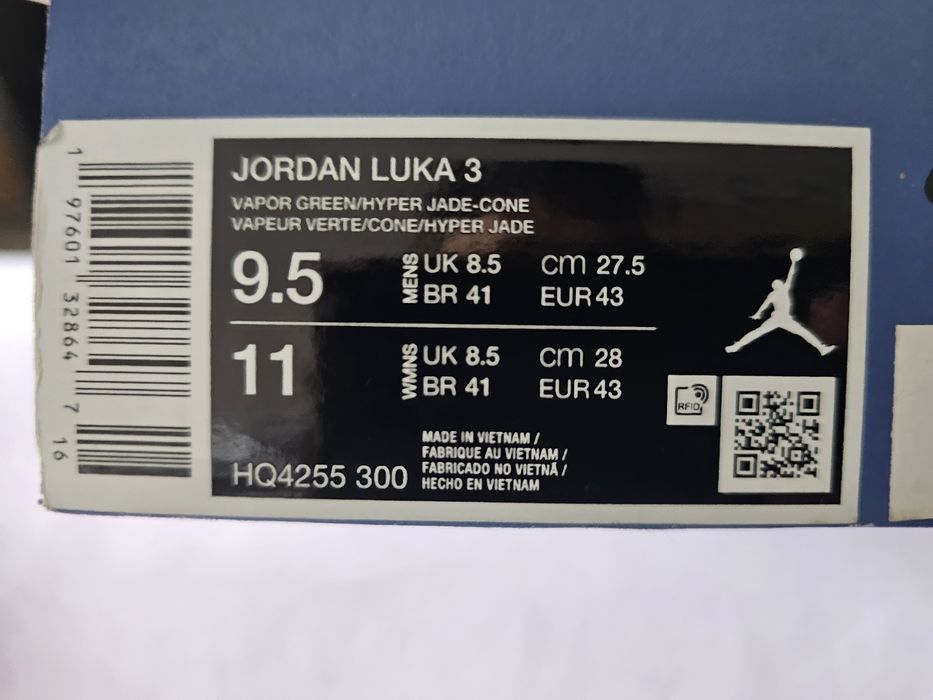 JORDAN LUKA 3
VAPOR GREEN/HYPER JADE-CONE
VAPEUR VERTE/CONE/HYPER JADE
9.5 MENS UK 8.5 cm 27.5
BR 41 EUR 43
11 WMNS UK 8.5 cm 28
BR 41 EUR 43
RFID
MADE IN VIETNAM /
FABRIQUE AU VIETNAM /
FABRICADO NO VIETNÃ /
HECHO EN VIETNAM
HQ4255 300
1 97601 32864 7 16